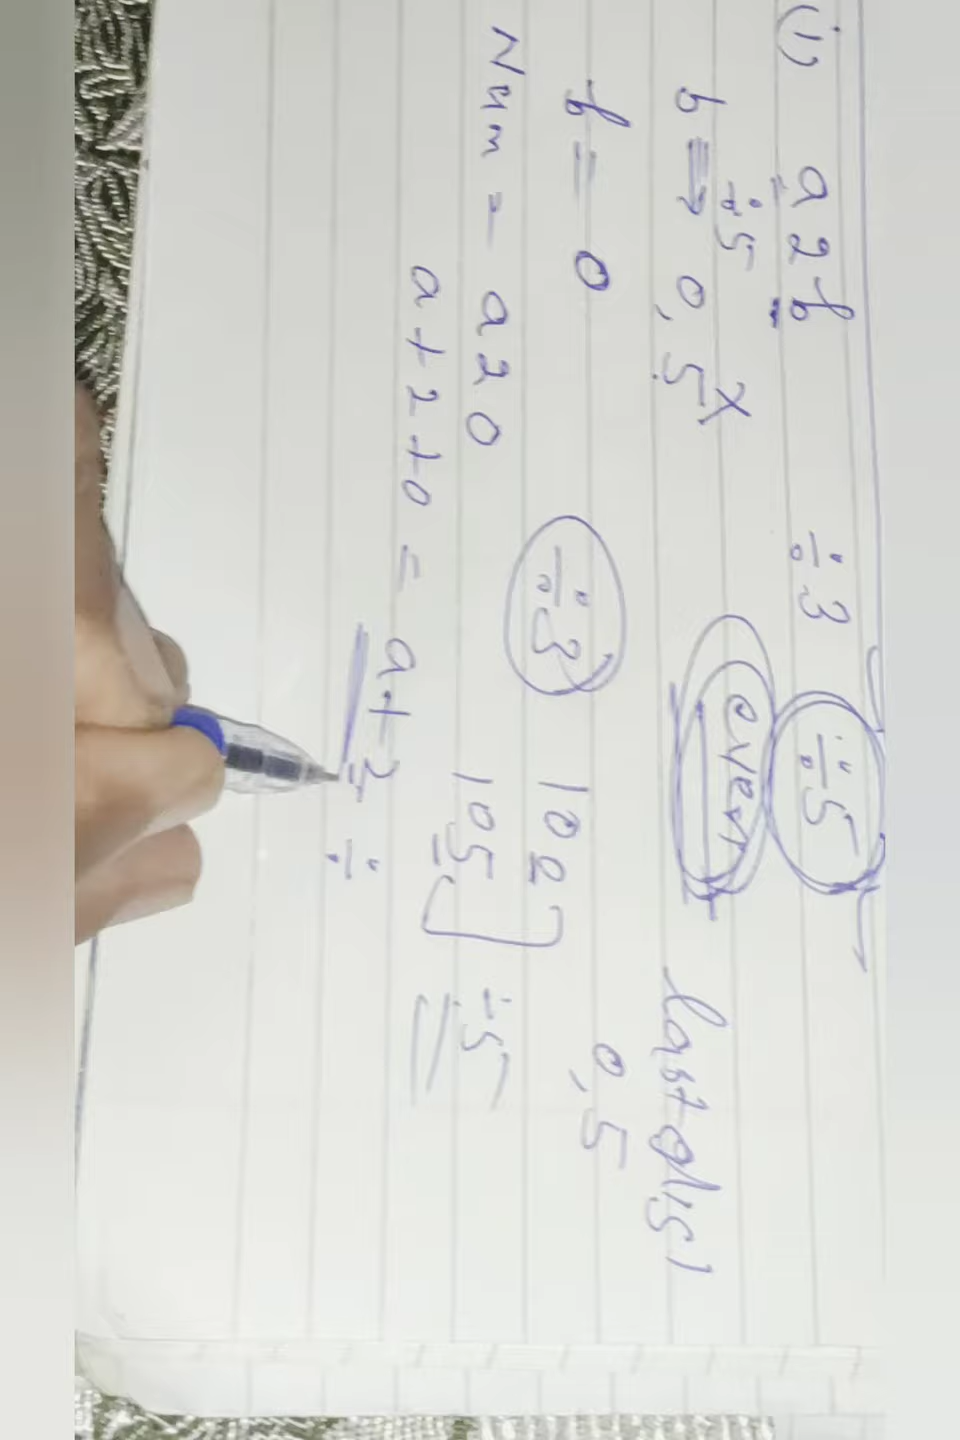 (i) a2b ÷3 ÷5
÷5 even last digi
b ⇒ 0, 5 x
b = 0 ÷3 102 0, 5
Num = a20 105 ÷5
a+2+0 = a+2 ÷